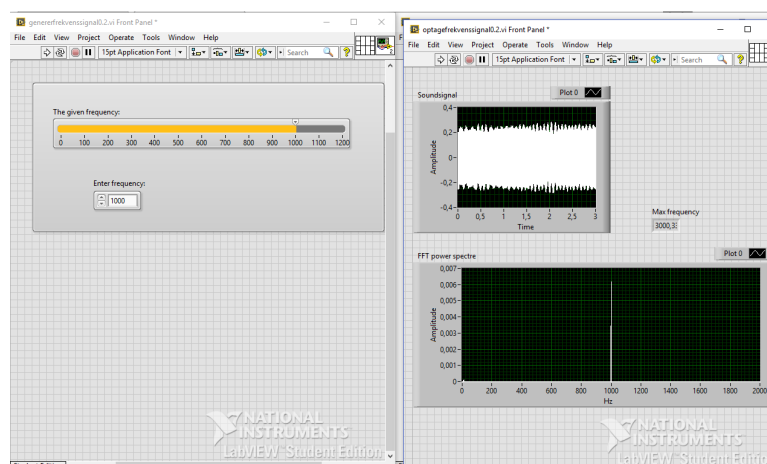 genererfrekvenssignal0.2.vi Front Panel *
File Edit View Project Operate Tools Window Help
15pt Application Font
Search
The given frequency:
0 100 200 300 400 500 600 700 800 900 1000 1100 1200
Enter frequency:
1000
NATIONAL
INSTRUMENTS
LabVIEW Student Edition
optagefrekvenssignal0.2.vi Front Panel *
File Edit View Project Operate Tools Window Help
15pt Application Font
Search
Soundsignal
Plot 0
0,4
0,2
0
-0,2
-0,4
Amplitude
0 0,5 1 1,5 2 2,5 3
Time
Max frequency
3000,3
FFT power spectre
Plot 0
0,007
0,006
0,005
0,004
0,003
0,002
0,001
0
Amplitude
0 200 400 600 800 1000 1200 1400 1600 1800 2000
Hz
NATIONAL
INSTRUMENTS
LabVIEW Student Edition